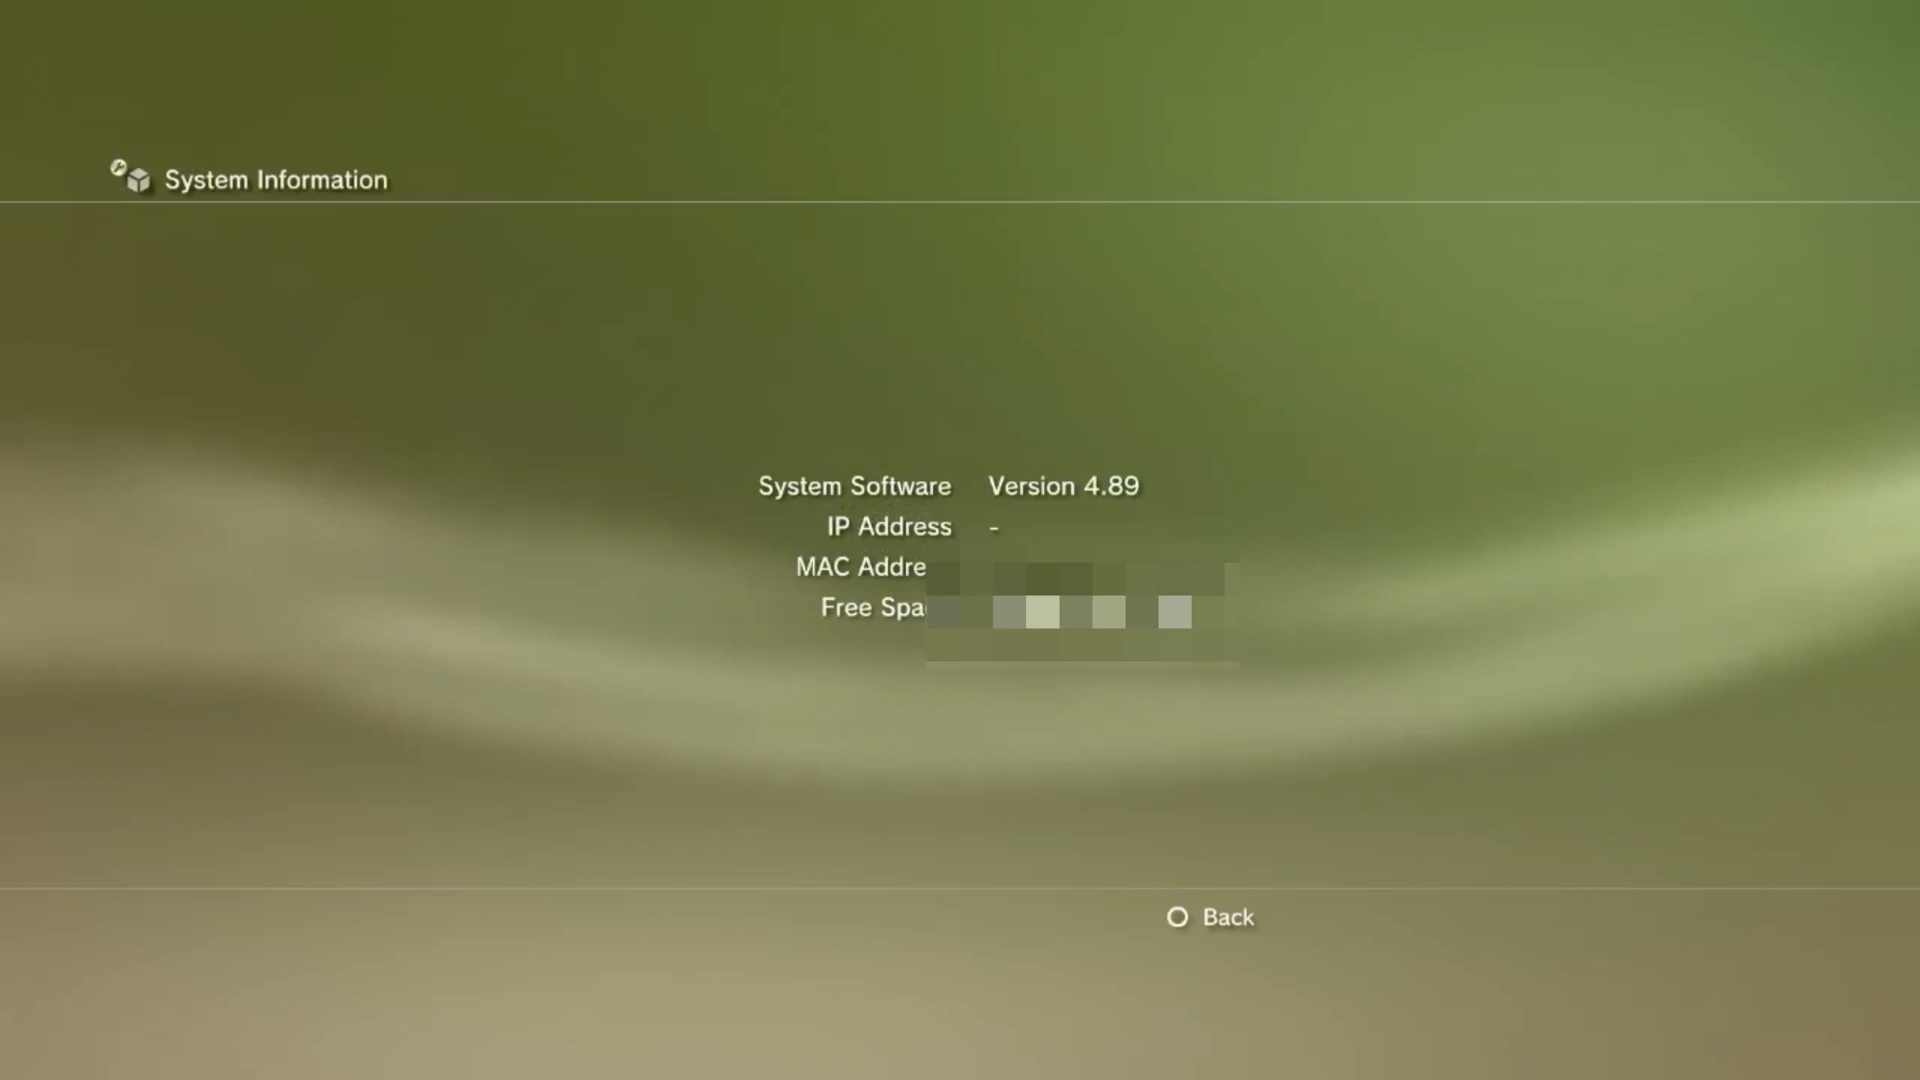 System Information
System Software Version 4.89
IP Address -
MAC Addre
Free Spa
Back